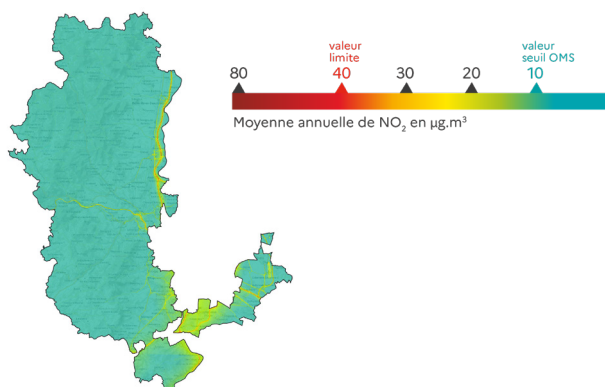 valeur
limite
valeur
seuil OMS
80
40
30
20
10
Moyenne annuelle de NO₂ en µg.m³